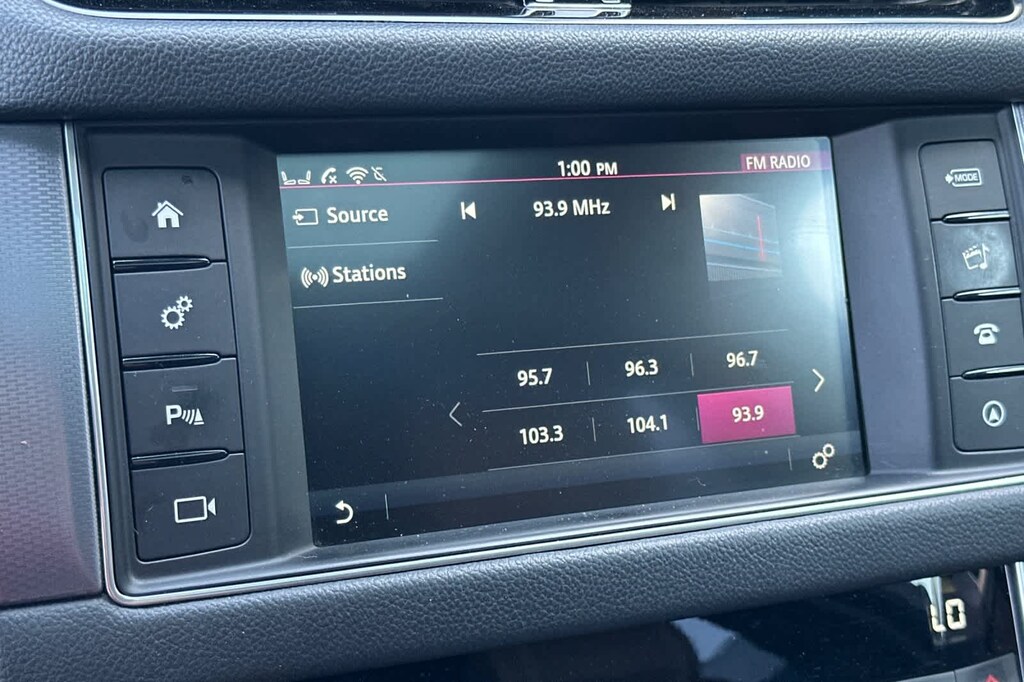 1:00 PM
FM RADIO
Source
93.9 MHz
MODE
Stations
95.7
96.3
96.7
103.3
104.1
93.9
P
LO